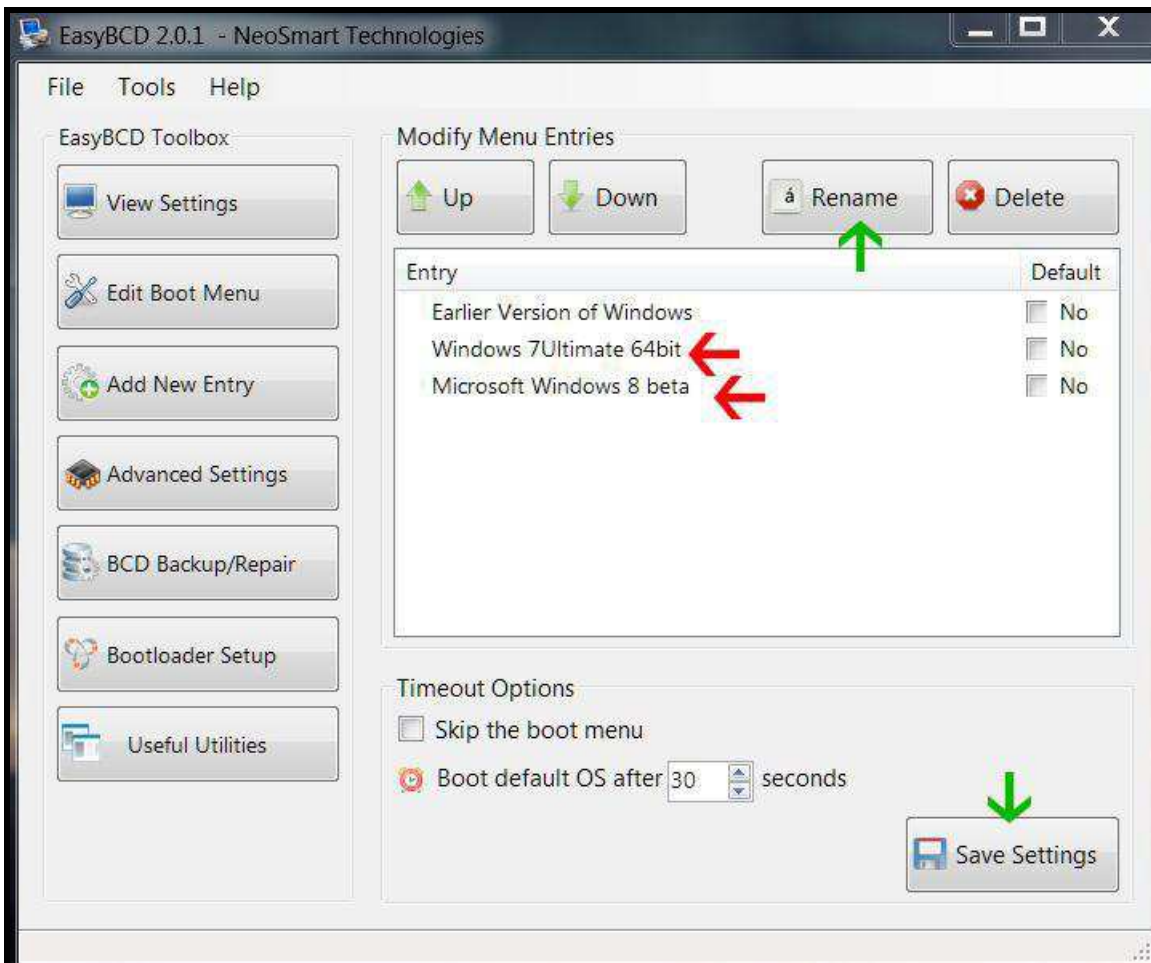 EasyBCD 2.0.1 - NeoSmart Technologies
File Tools Help
EasyBCD Toolbox
View Settings
Edit Boot Menu
Add New Entry
Advanced Settings
BCD Backup/Repair
Bootloader Setup
Useful Utilities
Modify Menu Entries
Up Down á Rename Delete
Entry Default
Earlier Version of Windows No
Windows 7Ultimate 64bit No
Microsoft Windows 8 beta No
Timeout Options
Skip the boot menu
Boot default OS after 30 seconds
Save Settings